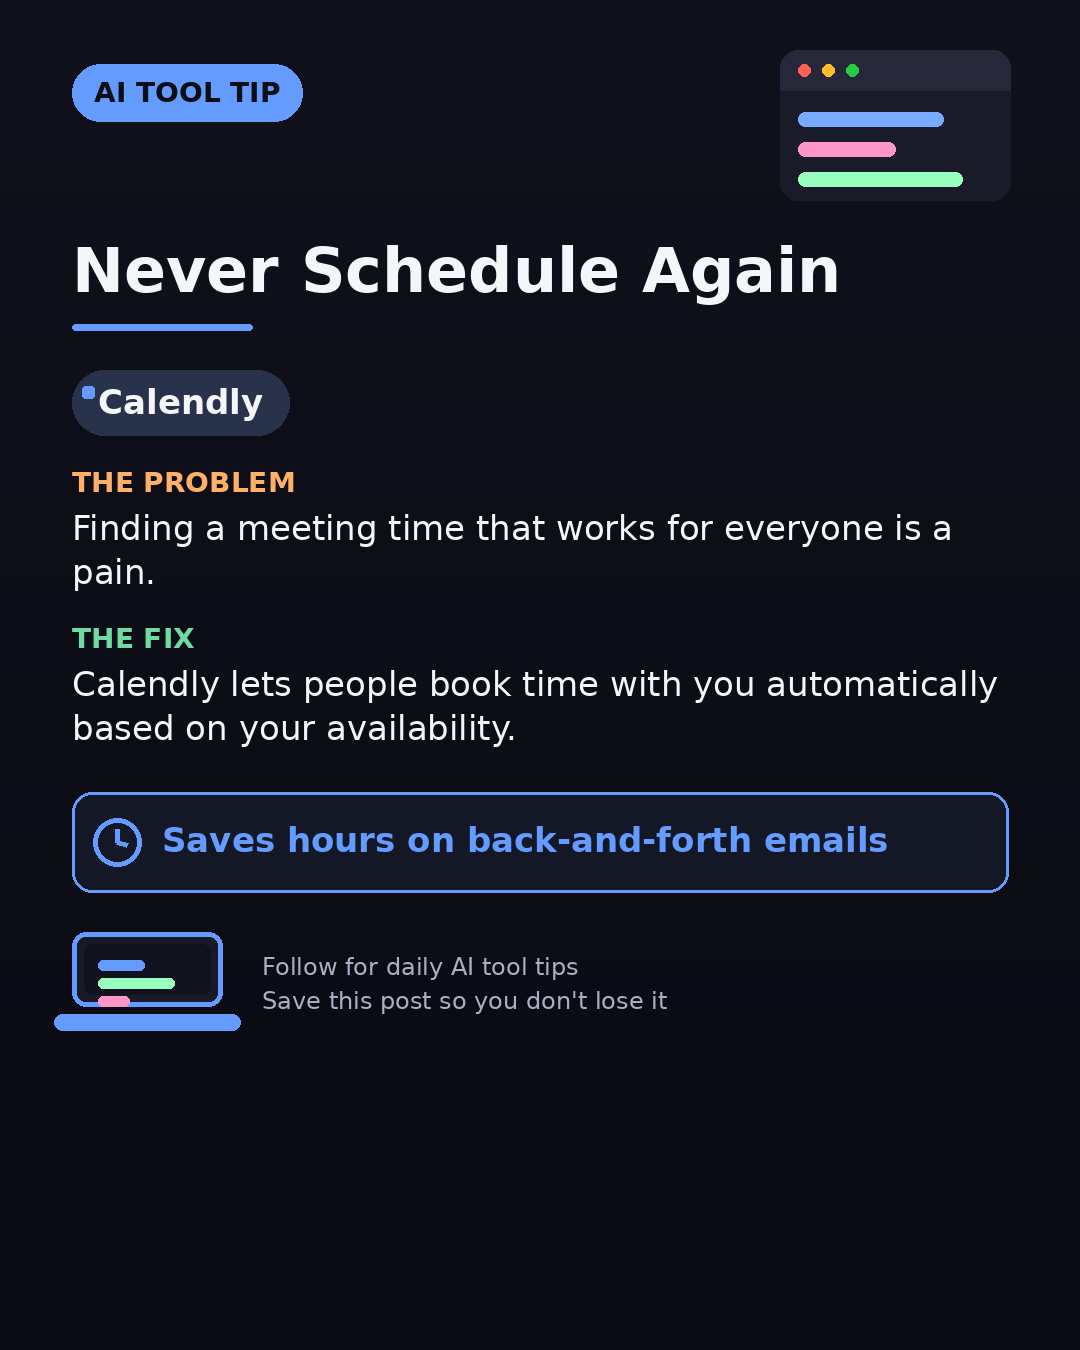 AI TOOL TIP
Never Schedule Again
Calendly
THE PROBLEM
Finding a meeting time that works for everyone is a
pain.
THE FIX
Calendly lets people book time with you automatically
based on your availability.
Saves hours on back-and-forth emails
Follow for daily AI tool tips
Save this post so you don't lose it